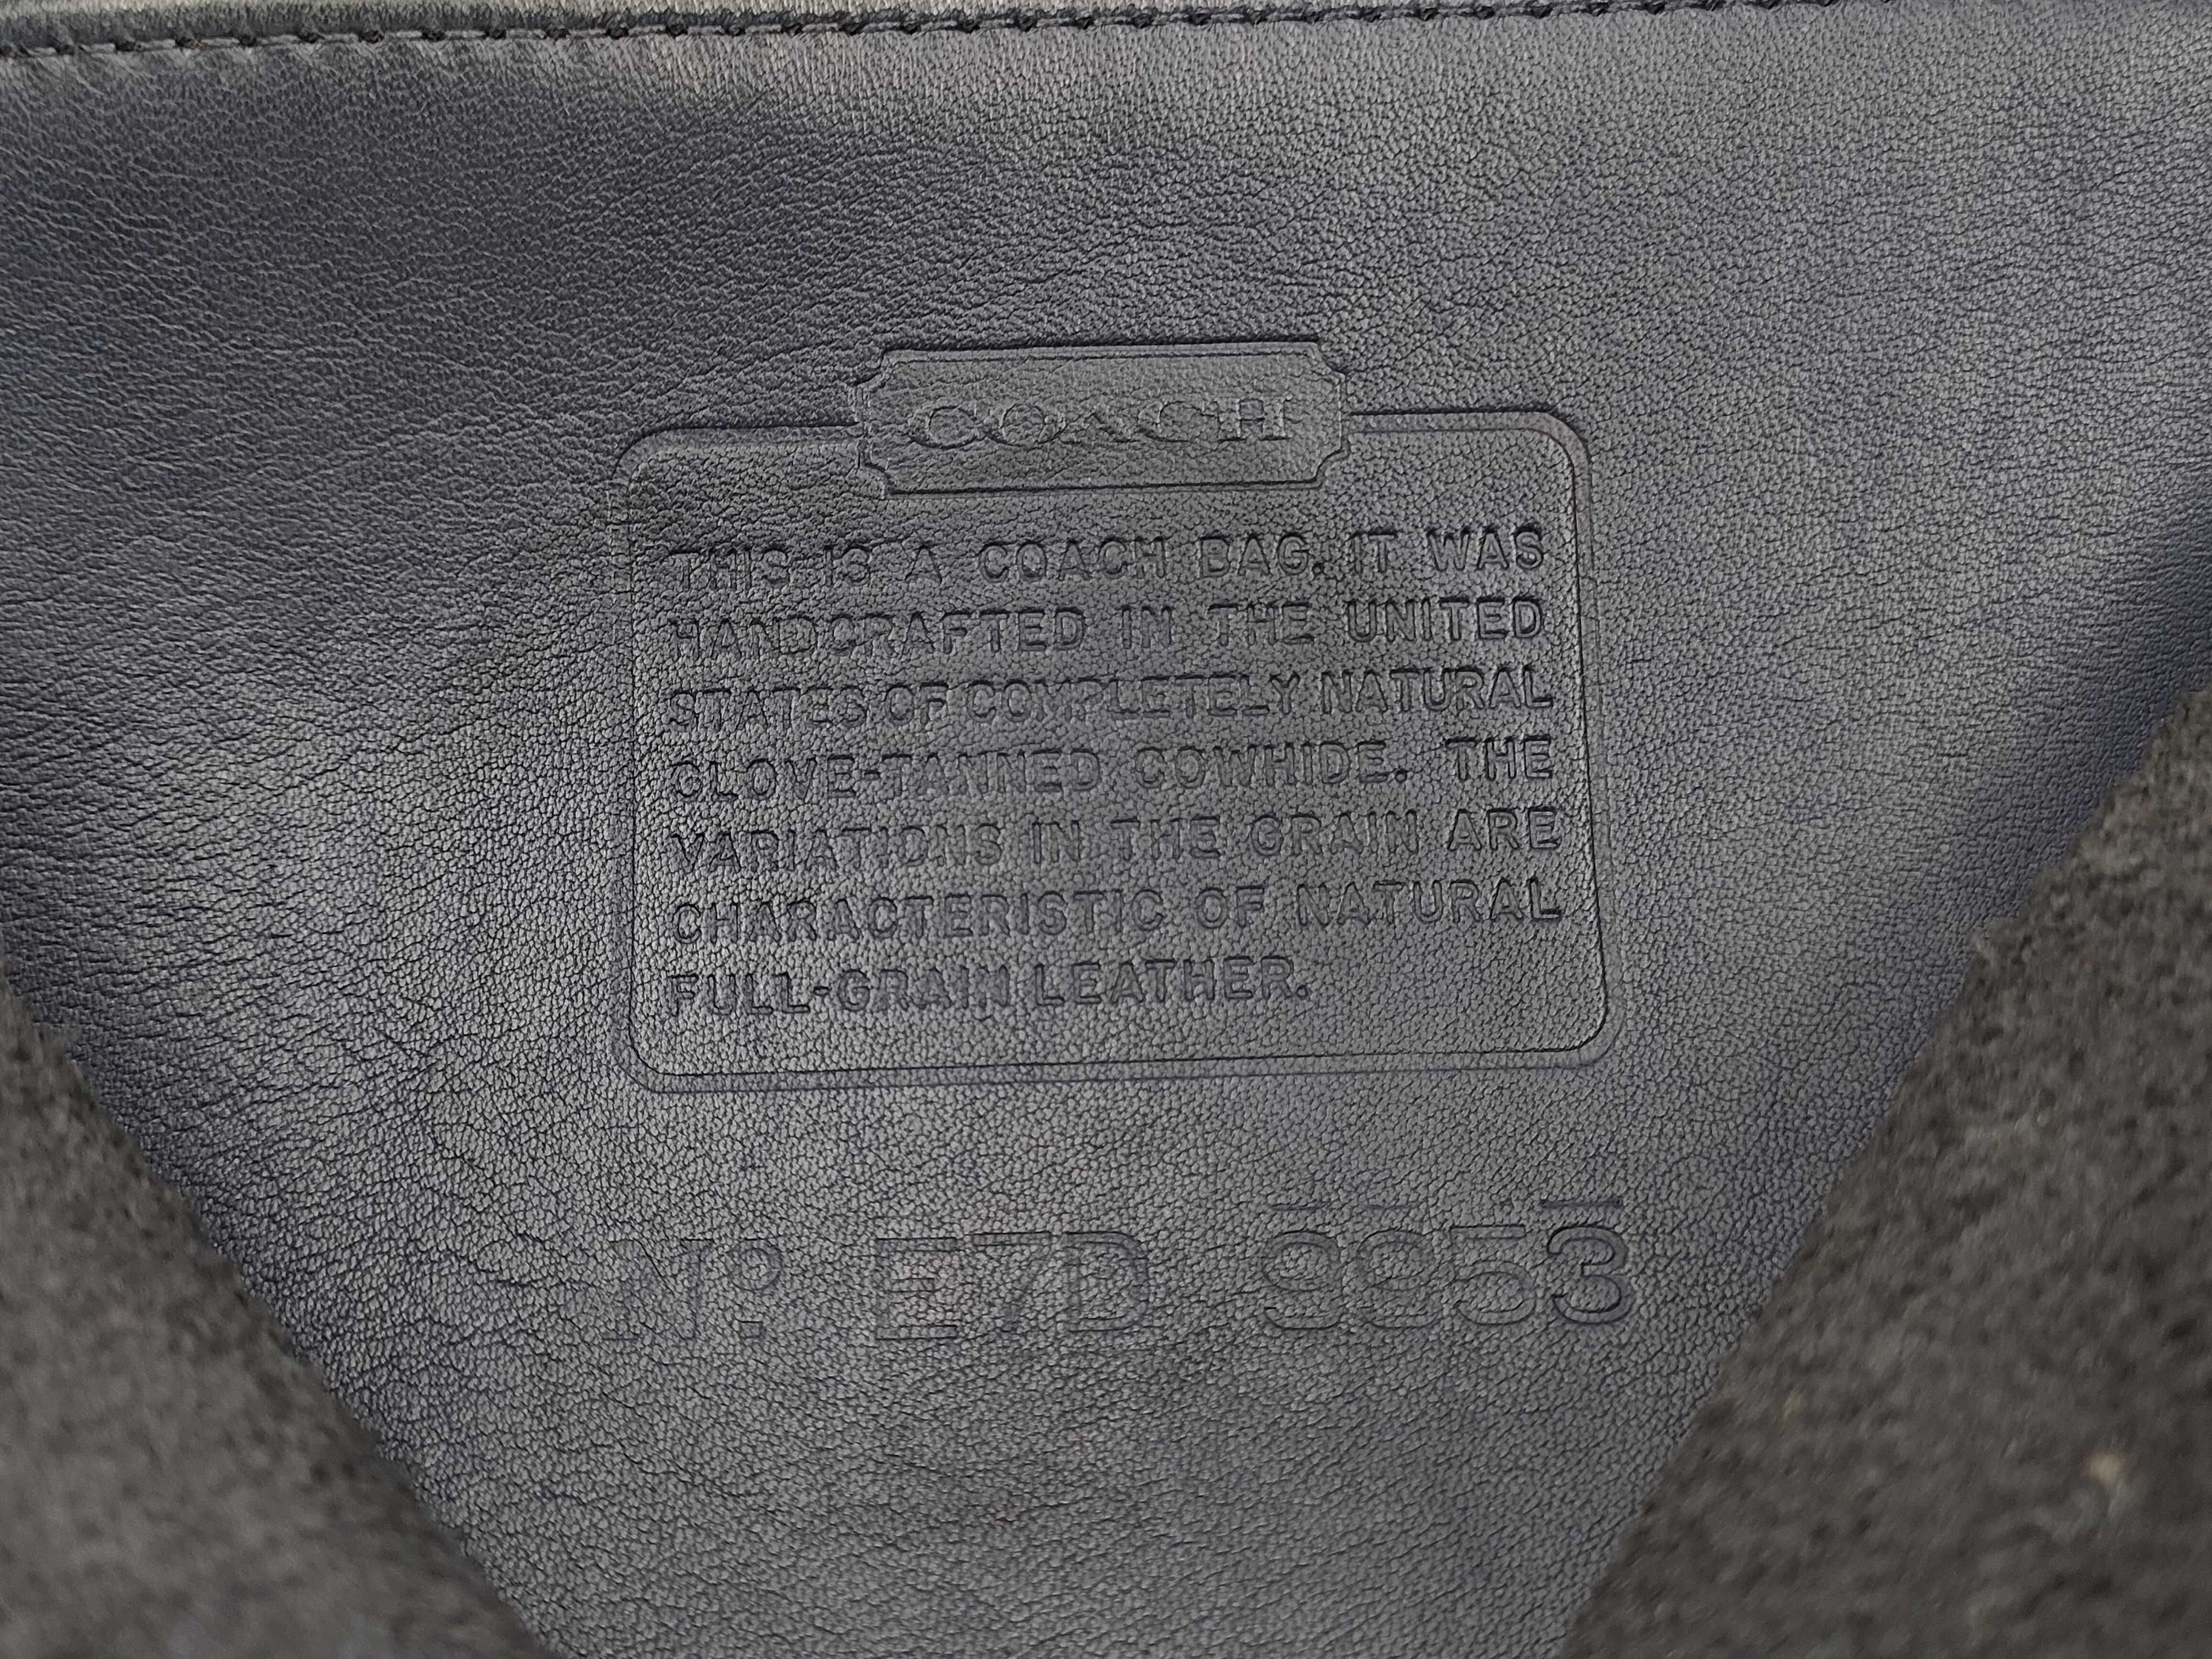 COACH
THIS IS A COACH BAG. IT WAS
HANDCRAFTED IN THE UNITED
STATES OF COMPLETELY NATURAL
GLOVE-TANNED COWHIDE. THE
VARIATIONS IN THE GRAIN ARE
CHARACTERISTIC OF NATURAL
FULL-GRAIN LEATHER.
Nº E7D